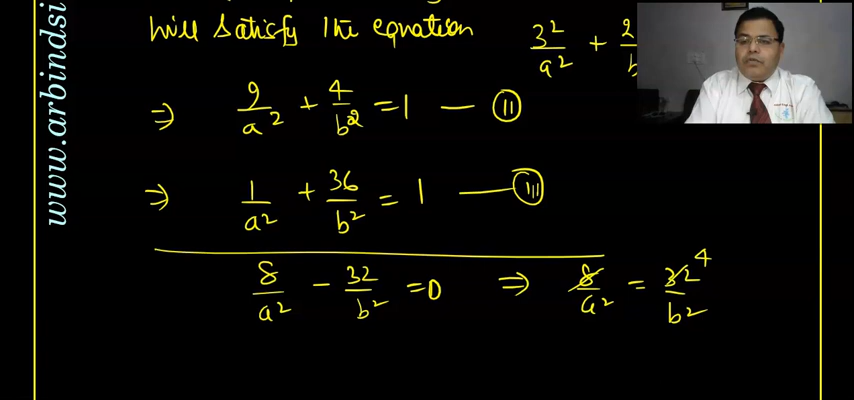 www.arbindsi
will satisfy the equation 3²/a² + 2/b
⇒ 9/a² + 4/b² = 1 — (II)
⇒ 1/a² + 36/b² = 1 — (III)
8/a² - 32/b² = 0 ⇒ 8/a² = 32/b² 4